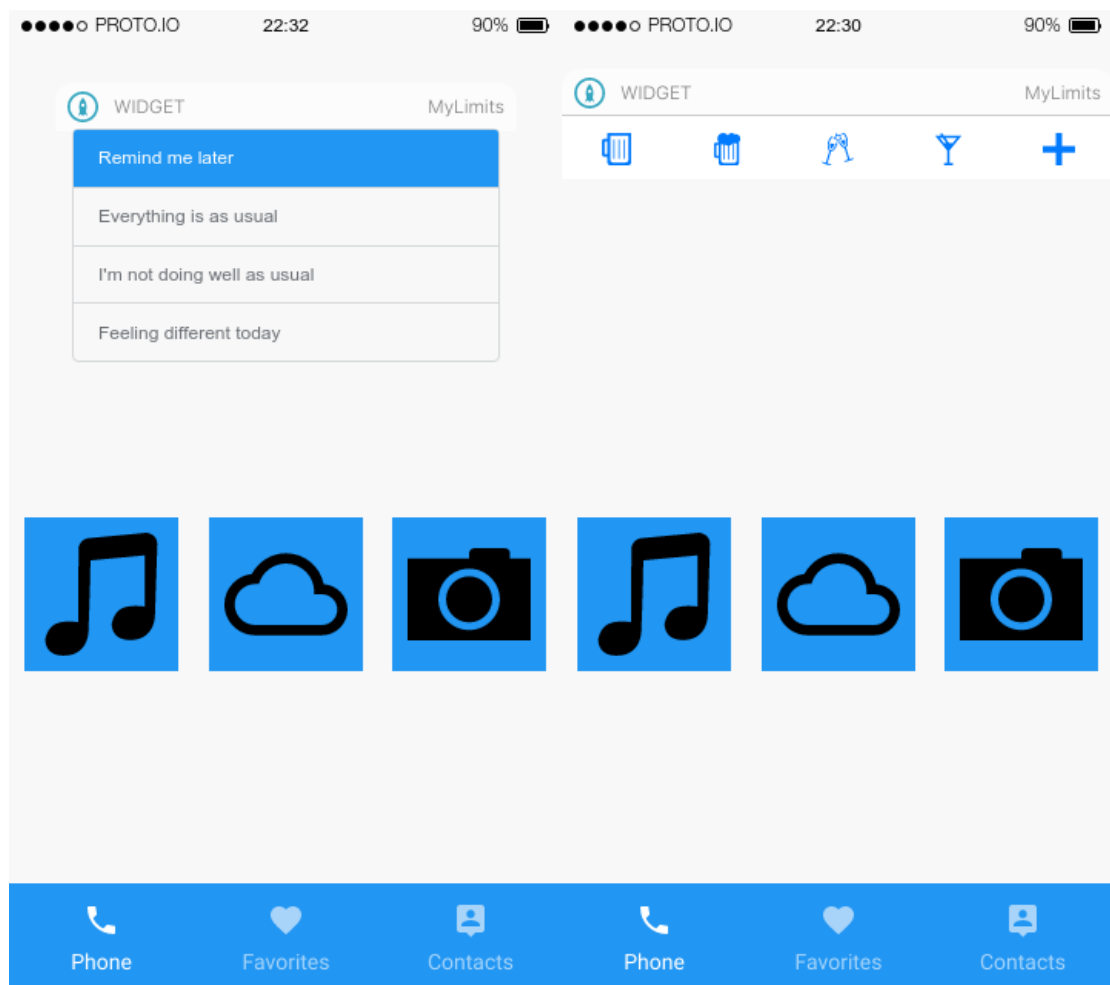 PROTO.IO 22:32 90%
WIDGET MyLimits
Remind me later
Everything is as usual
I'm not doing well as usual
Feeling different today
Phone Favorites Contacts
PROTO.IO 22:30 90%
WIDGET MyLimits
Phone Favorites Contacts